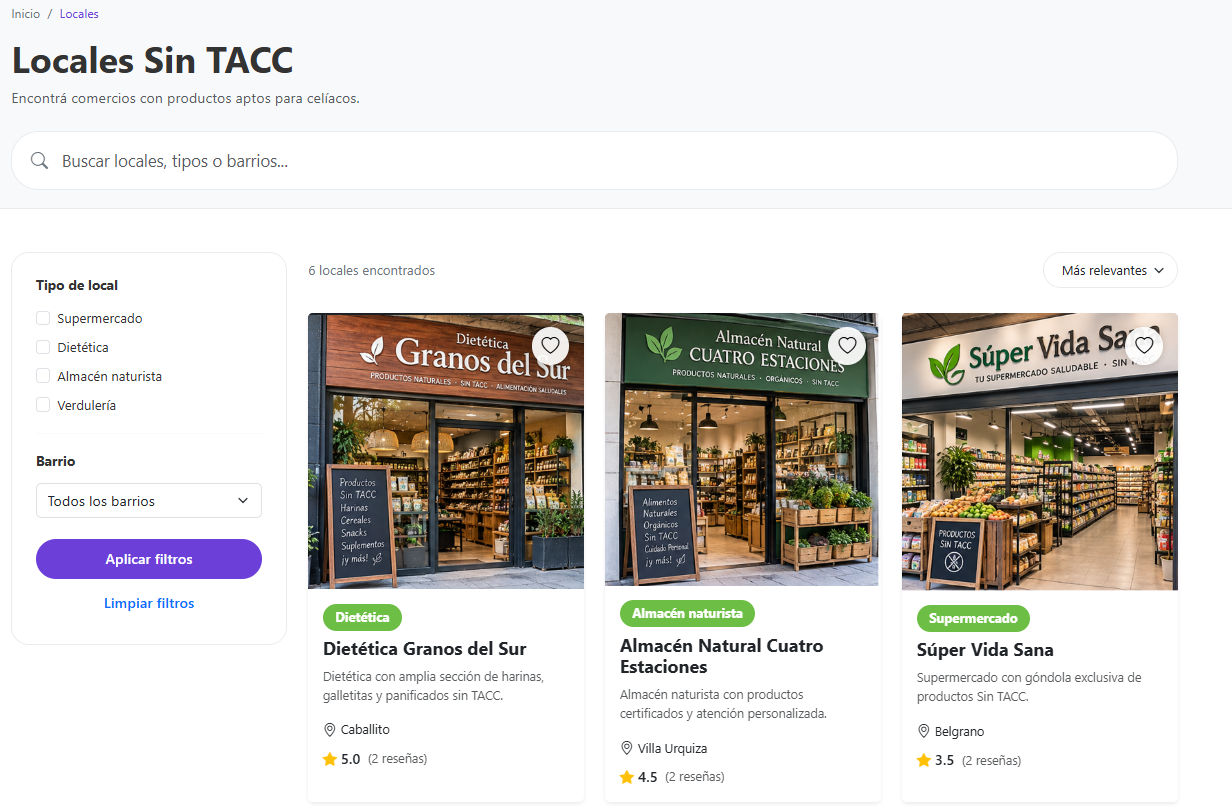 Inicio / Locales
Locales Sin TACC
Encontrá comercios con productos aptos para celíacos.
Buscar locales, tipos o barrios...
Tipo de local
Supermercado
Dietética
Almacén naturista
Verdulería
Barrio
Todos los barrios
Aplicar filtros
Limpiar filtros
6 locales encontrados
Más relevantes
Dietética
Granos del Sur
PRODUCTOS NATURALES · SIN TACC · ALIMENTACIÓN SALUDABLES
Productos
Sin TACC
Harinas
Cereales
Snacks
Suplementos
¡y más!
Dietética
Dietética Granos del Sur
Dietética con amplia sección de harinas,
galletitas y panificados sin TACC.
Caballito
5.0 (2 reseñas)
Almacén Natural
CUATRO ESTACIONES
PRODUCTOS NATURALES · ORGÁNICOS · SIN TACC
Alimentos
Naturales
Orgánicos
Sin TACC
Cuidado Personal
¡y más!
Almacén naturista
Almacén Natural Cuatro
Estaciones
Almacén naturista con productos
certificados y atención personalizada.
Villa Urquiza
4.5 (2 reseñas)
Súper Vida
TU SUPERMERCADO SALUDABLE · SIN
PRODUCTOS
SIN TACC
Supermercado
Súper Vida Sana
Supermercado con góndola exclusiva de
productos Sin TACC.
Belgrano
3.5 (2 reseñas)